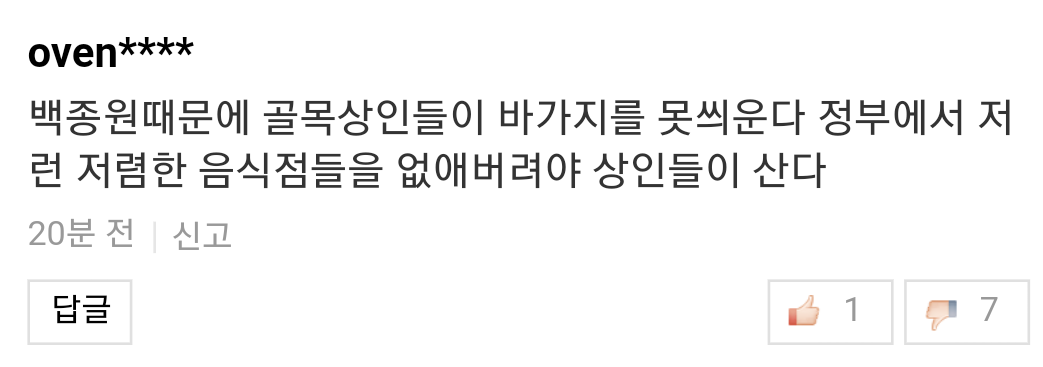 oven****
백종원때문에 골목상인들이 바가지를 못씌운다 정부에서 저
런 저렴한 음식점들을 없애버려야 상인들이 산다
20분 전 | 신고
답글
1 7